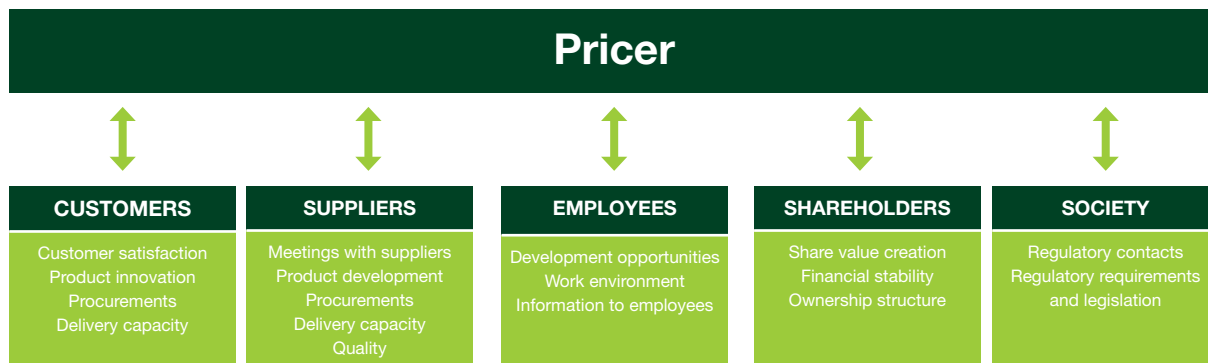 Pricer
CUSTOMERS
Customer satisfaction
Product innovation
Procurements
Delivery capacity
SUPPLIERS
Meetings with suppliers
Product development
Procurements
Delivery capacity
Quality
EMPLOYEES
Development opportunities
Work environment
Information to employees
SHAREHOLDERS
Share value creation
Financial stability
Ownership structure
SOCIETY
Regulatory contacts
Regulatory requirements
and legislation